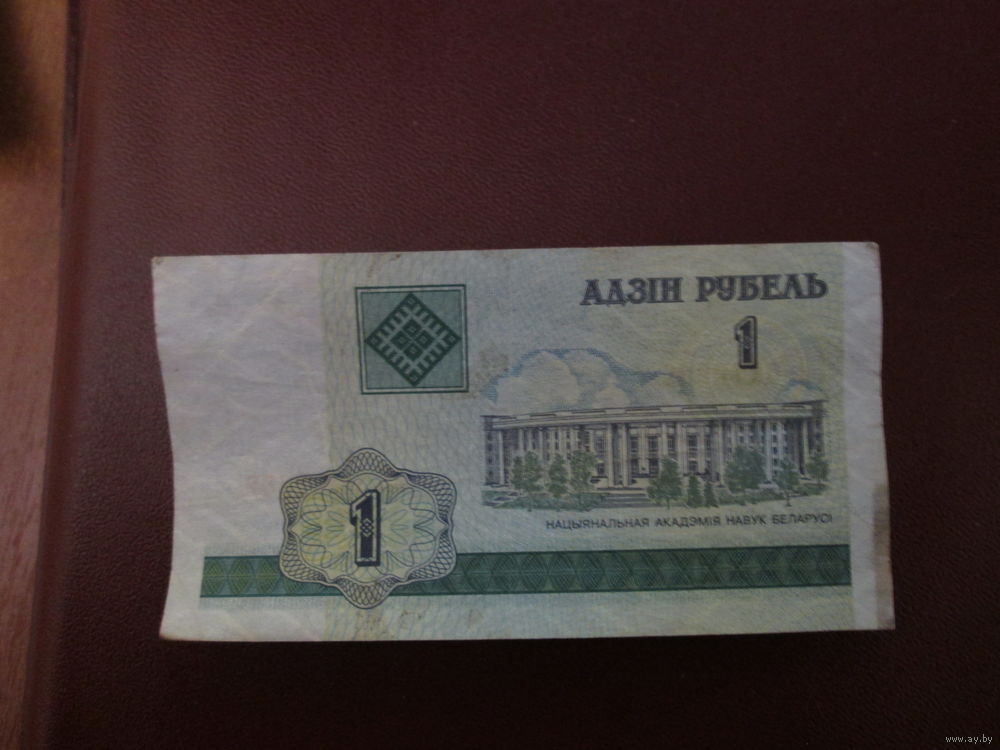 АДЗІН РУБЕЛЬ
1
НАЦЫЯНАЛЬНАЯ АКАДЭМІЯ НАВУК БЕЛАРУСІ
1
www.ay.by